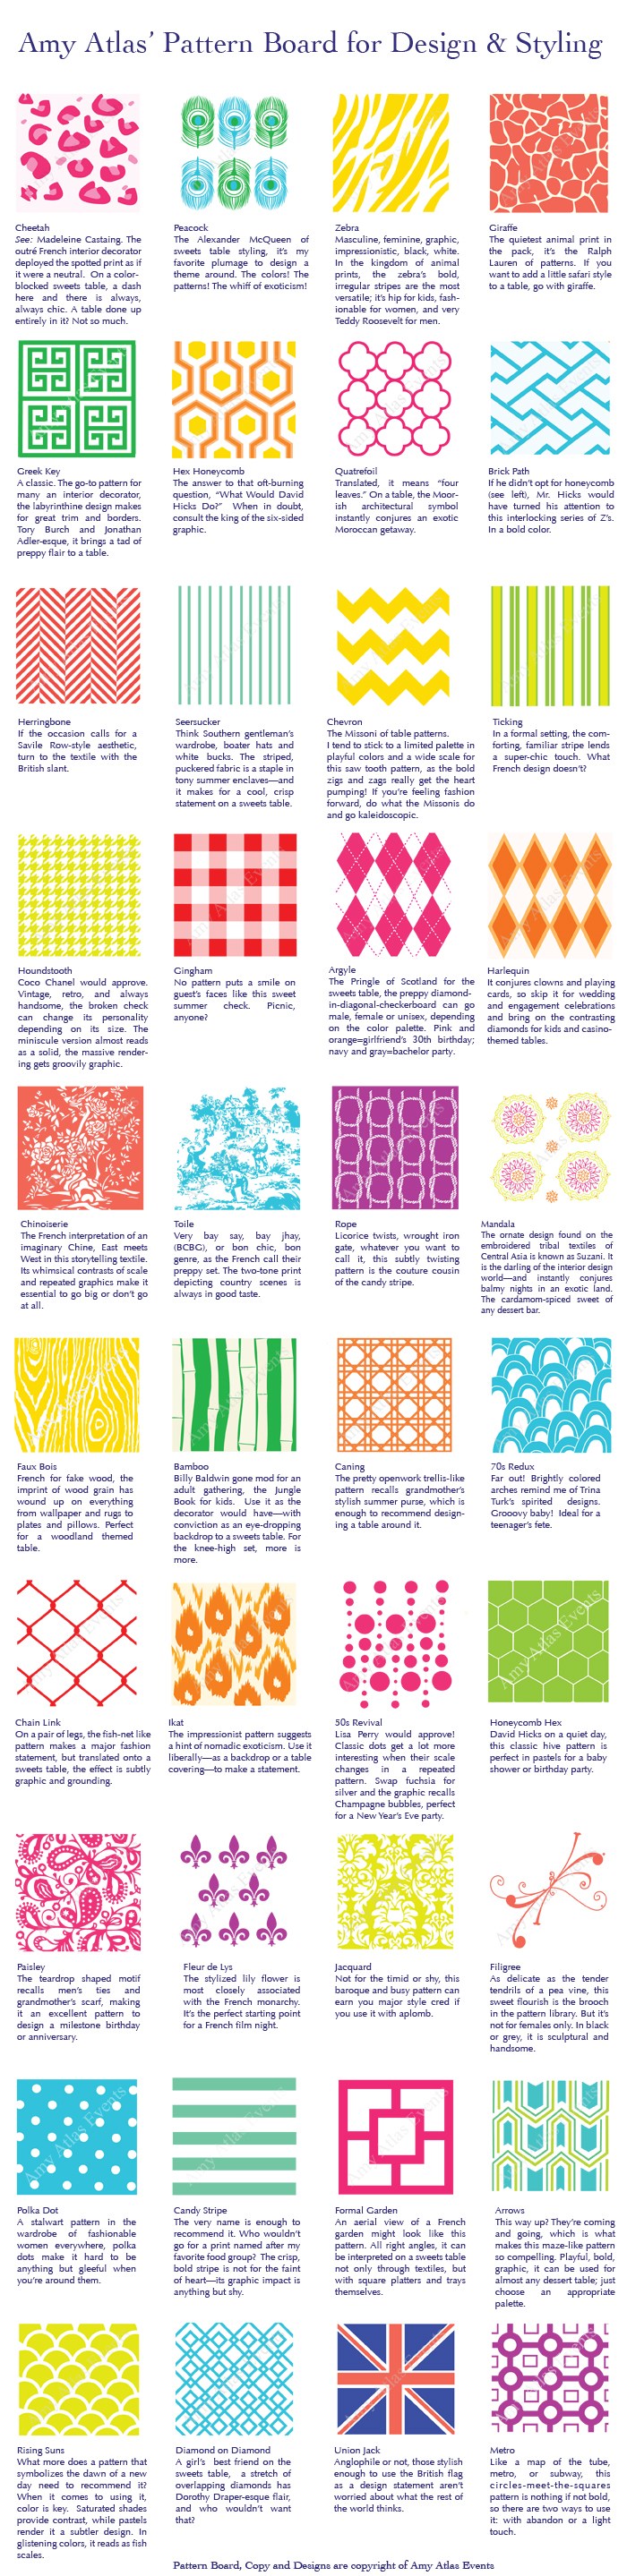 Amy Atlas' Pattern Board for Design & Styling
Cheetah
See: Madeleine Castaing. The
outré French interior decorator
deployed the spotted print as if
it were a neutral. On a color-
blocked sweets table, a dash
here and there is always,
always chic. A table done up
entirely in it? Not so much.
Peacock
The Alexander McQueen of
sweets table styling, it's my
favorite plumage to design a
theme around. The colors! The
patterns! The whiff of exoticism!
Zebra
Masculine, feminine, graphic,
impressionistic, black, white.
In the kingdom of animal
prints, the zebra's bold,
irregular stripes are the most
versatile; it's hip for kids, fash-
ionable for women, and very
Teddy Roosevelt for men.
Giraffe
The quietest animal print in
the pack, it's the Ralph
Lauren of patterns. If you
want to add a little safari style
to a table, go with giraffe.
Greek Key
A classic. The go-to pattern for
many an interior decorator,
the labyrinthine design makes
for great trim and borders.
Tory Burch and Jonathan
Adler-esque, it brings a tad of
preppy flair to a table.
Hex Honeycomb
The answer to that oft-burning
question, "What Would David
Hicks Do?" When in doubt,
consult the king of the six-sided
graphic.
Quatrefoil
Translated, it means "four
leaves." On a table, the Moor-
ish architectural symbol
instantly conjures an exotic
Moroccan getaway.
Brick Path
If he didn't opt for honeycomb
(see left), Mr. Hicks would
have turned his attention to
this interlocking series of Z's.
In a bold color.
Herringbone
If the occasion calls for a
Savile Row-style aesthetic,
turn to the textile with the
British slant.
Seersucker
Think Southern gentleman's
wardrobe, boater hats and
white bucks. The striped,
puckered fabric is a staple in
tony summer enclaves—and
it makes for a cool, crisp
statement on a sweets table.
Chevron
The Missoni of table patterns.
I tend to stick to a limited palette in
playful colors and a wide scale for
this saw tooth pattern, as the bold
zigs and zags really get the heart
pumping! If you're feeling fashion
forward, do what the Missonis do
and go kaleidoscopic.
Ticking
In a formal setting, the com-
forting, familiar stripe lends
a super-chic touch. What
French design doesn't?
Houndstooth
Coco Chanel would approve.
Vintage, retro, and always
handsome, the broken check
can change its personality
depending on its size. The
miniscule version almost reads
as a solid, the massive render-
ing gets groovily graphic.
Gingham
No pattern puts a smile on
guest's faces like this sweet
summer check. Picnic,
anyone?
Argyle
The Pringle of Scotland for the
sweets table, the preppy diamond-
in-diagonal-checkerboard can go
male, female or unisex, depending
on the color palette. Pink and
orange=girlfriend's 30th birthday;
navy and gray=bachelor party.
Harlequin
It conjures clowns and playing
cards, so skip it for wedding
and engagement celebrations
and bring on the contrasting
diamonds for kids and casino-
themed tables.
Chinoiserie
The French interpretation of an
imaginary Chine, East meets
West in this storytelling textile.
Its whimsical contrasts of scale
and repeated graphics make it
essential to go big or don't go
at all.
Toile
Very bay say, bay jhay,
(BCBG), or bon chic, bon
genre, as the French call their
preppy set. The two-tone print
depicting country scenes is
always in good taste.
Rope
Licorice twists, wrought iron
gate, whatever you want to
call it, this subtly twisting
pattern is the couture cousin
of the candy stripe.
Mandala
The ornate design found on the
embroidered tribal textiles of
Central Asia is known as Suzani. It
is the darling of the interior design
world—and instantly conjures
balmy nights in an exotic land.
The cardamom-spiced sweet of
any dessert bar.
Faux Bois
French for fake wood, the
imprint of wood grain has
wound up on everything
from wallpaper and rugs to
plates and pillows. Perfect
for a woodland themed
table.
Bamboo
Billy Baldwin gone mod for an
adult gathering, the Jungle
Book for kids. Use it as the
decorator would have—with
conviction as an eye-dropping
backdrop to a sweets table. For
the knee-high set, more is
more.
Caning
The pretty openwork trellis-like
pattern recalls grandmother's
stylish summer purse, which is
enough to recommend design-
ing a table around it.
70s Redux
Far out! Brightly colored
arches remind me of Trina
Turk's spirited designs.
Grooovy baby! Ideal for a
teenager's fete.
Chain Link
On a pair of legs, the fish-net like
pattern makes a major fashion
statement, but translated onto a
sweets table, the effect is subtly
graphic and grounding.
Ikat
The impressionist pattern suggests
a hint of nomadic exoticism. Use it
liberally—as a backdrop or a table
covering—to make a statement.
50s Revival
Lisa Perry would approve!
Classic dots get a lot more
interesting when their scale
changes in a repeated
pattern. Swap fuchsia for
silver and the graphic recalls
Champagne bubbles, perfect
for a New Year's Eve party.
Honeycomb Hex
David Hicks on a quiet day,
this classic hive pattern is
perfect in pastels for a baby
shower or birthday party.
Paisley
The teardrop shaped motif
recalls men's ties and
grandmother's scarf, making
it an excellent pattern to
design a milestone birthday
or anniversary.
Fleur de Lys
The stylized lily flower is
most closely associated
with the French monarchy.
It's the perfect starting point
for a French film night.
Jacquard
Not for the timid or shy, this
baroque and busy pattern can
earn you major style cred if
you use it with aplomb.
Filigree
As delicate as the tender
tendrils of a pea vine, this
sweet flourish is the brooch
in the pattern library. But it's
not for females only. In black
or grey, it is sculptural and
handsome.
Polka Dot
A stalwart pattern in the
wardrobe of fashionable
women everywhere, polka
dots make it hard to be
anything but gleeful when
you're around them.
Candy Stripe
The very name is enough to
recommend it. Who wouldn't
go for a print named after my
favorite food group? The crisp,
bold stripe is not for the faint
of heart—its graphic impact is
anything but shy.
Formal Garden
An aerial view of a French
garden might look like this
pattern. All right angles, it can
be interpreted on a sweets table
not only through textiles, but
with square platters and trays
themselves.
Arrows
This way up? They're coming
and going, which is what
makes this maze-like pattern
so compelling. Playful, bold,
graphic, it can be used for
almost any dessert table; just
choose an appropriate
palette.
Rising Suns
What more does a pattern that
symbolizes the dawn of a new
day need to recommend it?
When it comes to using it,
color is key. Saturated shades
provide contrast, while pastels
render it a subtler design. In
glistening colors, it reads as fish
scales.
Diamond on Diamond
A girl's best friend on the
sweets table, a stretch of
overlapping diamonds has
Dorothy Draper-esque flair,
and who wouldn't want
that?
Union Jack
Anglophile or not, those stylish
enough to use the British flag
as a design statement aren't
worried about what the rest of
the world thinks.
Metro
Like a map of the tube,
metro, or subway, this
circles-meet-the-squares
pattern is nothing if not bold,
so there are two ways to use
it: with abandon or a light
touch.
Pattern Board, Copy and Designs are copyright of Amy Atlas Events